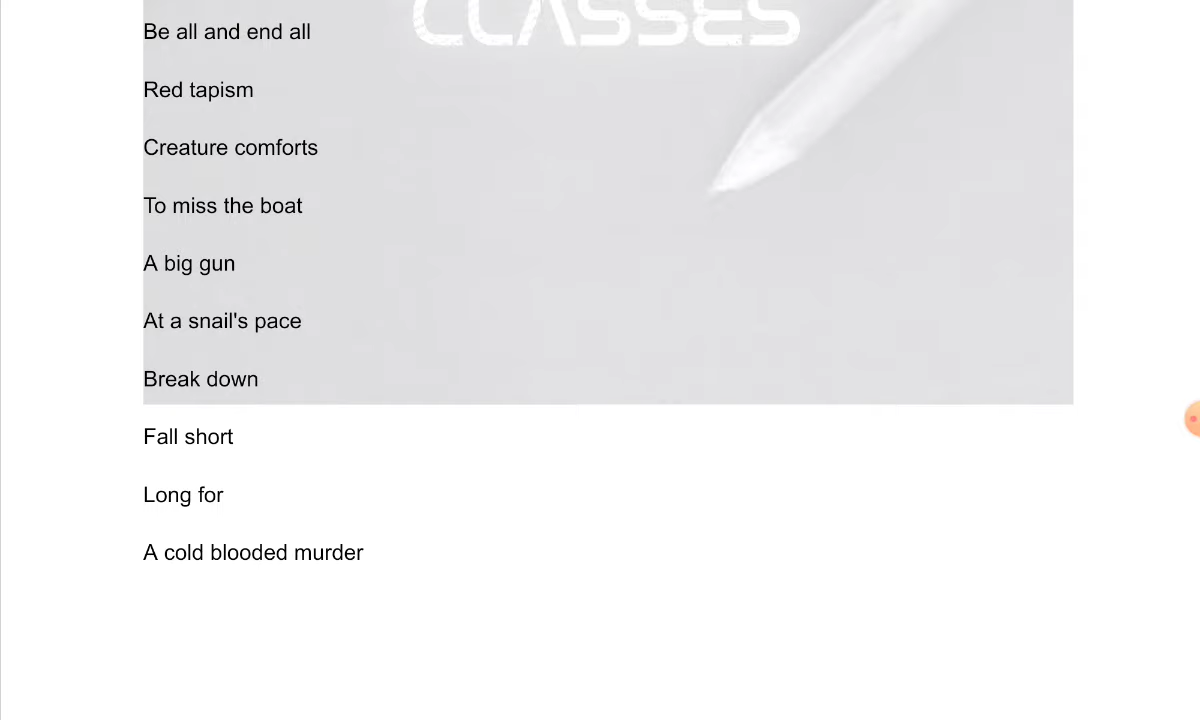 CLASSES
Be all and end all
Red tapism
Creature comforts
To miss the boat
A big gun
At a snail's pace
Break down
Fall short
Long for
A cold blooded murder